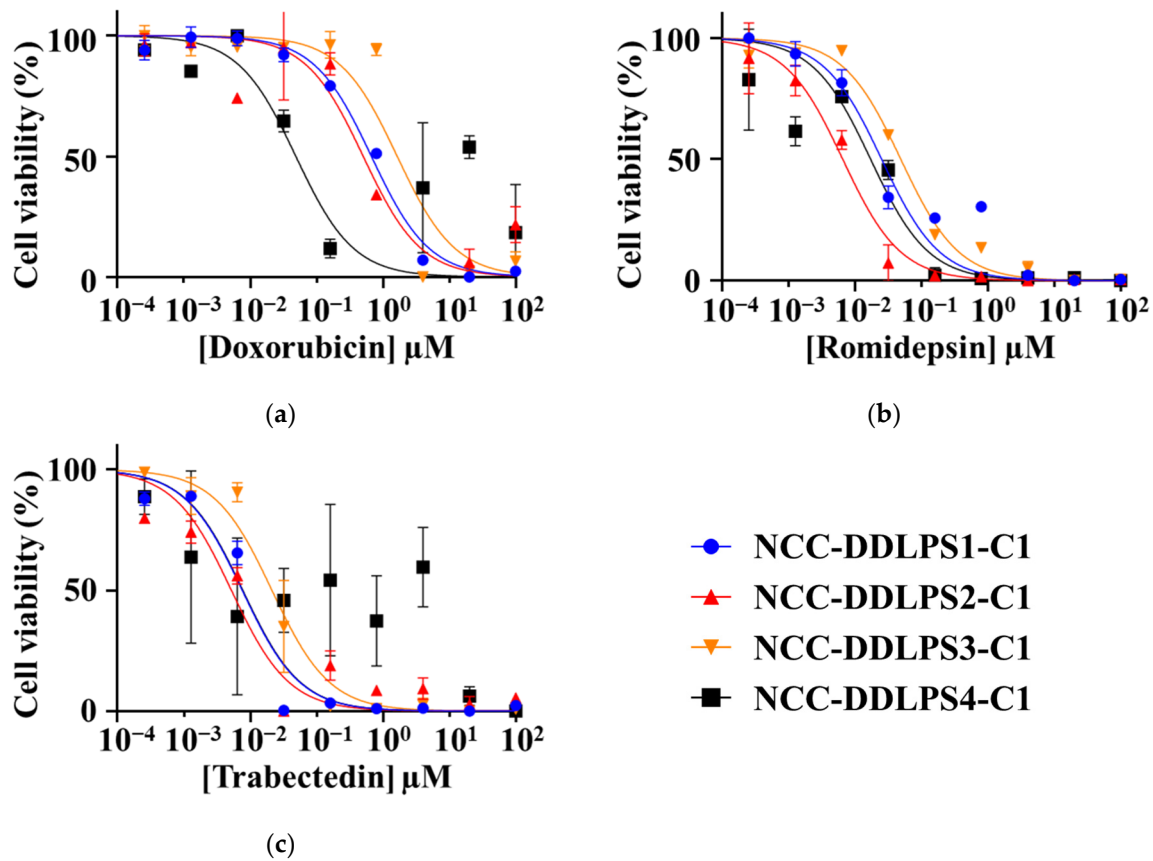 Cell viability (%)
100
50
0
10⁻⁴ 10⁻³ 10⁻² 10⁻¹ 10⁰ 10¹ 10²
[Doxorubicin] µM
(a)
Cell viability (%)
100
50
0
10⁻⁴ 10⁻³ 10⁻² 10⁻¹ 10⁰ 10¹ 10²
[Romidepsin] µM
(b)
Cell viability (%)
100
50
0
10⁻⁴ 10⁻³ 10⁻² 10⁻¹ 10⁰ 10¹ 10²
[Trabectedin] µM
(c)
NCC-DDLPS1-C1
NCC-DDLPS2-C1
NCC-DDLPS3-C1
NCC-DDLPS4-C1